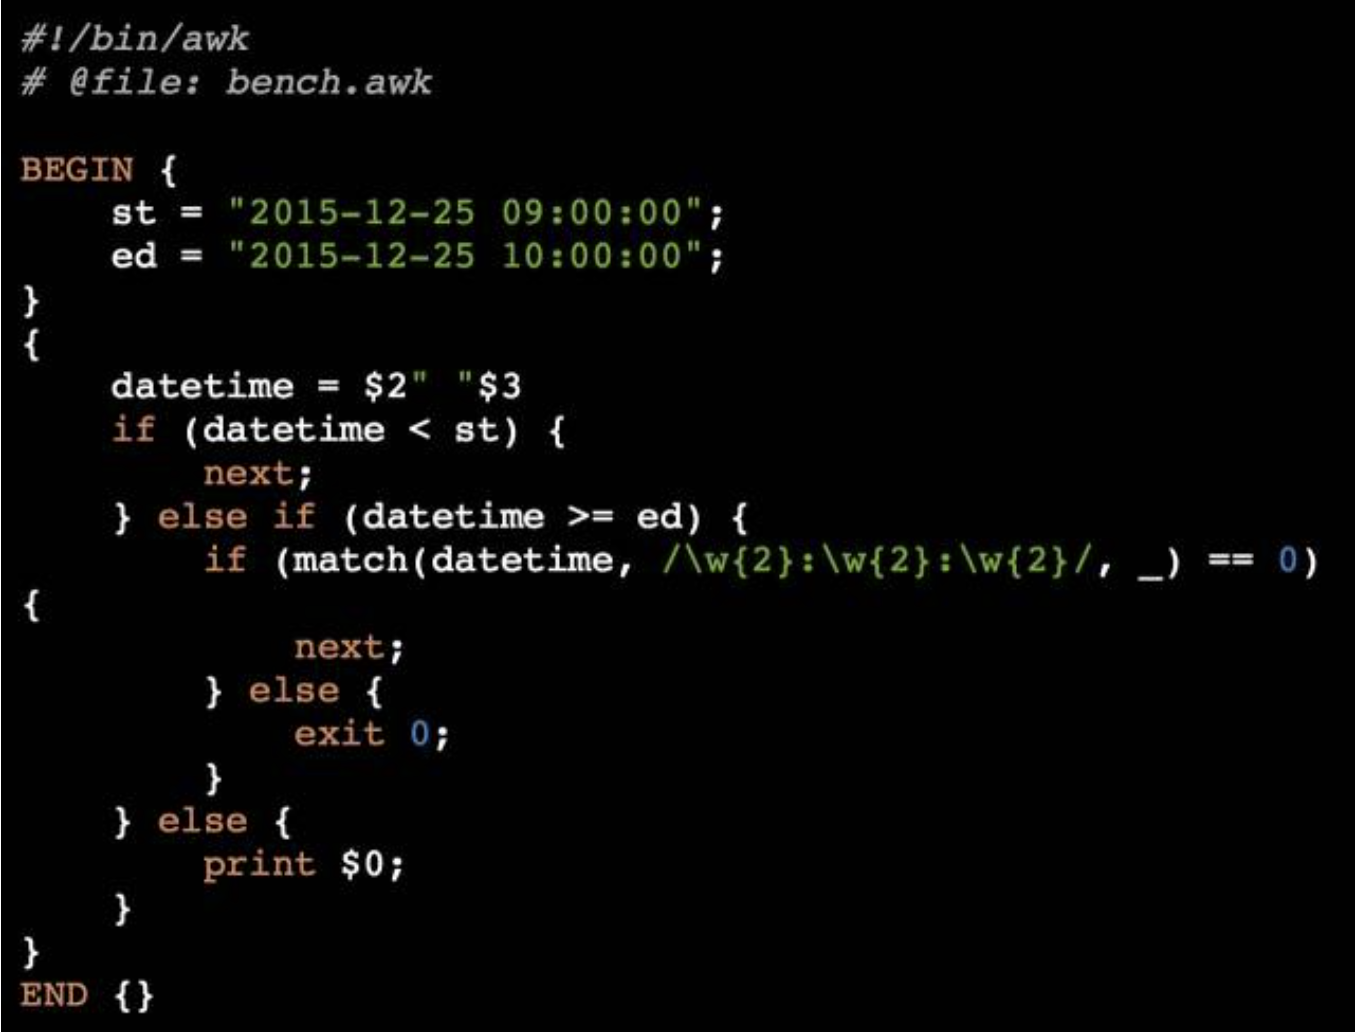 #!/bin/awk
# @file: bench.awk

BEGIN {
    st = "2015-12-25 09:00:00";
    ed = "2015-12-25 10:00:00";
}
{
    datetime = $2" "$3
    if (datetime < st) {
        next;
    } else if (datetime >= ed) {
        if (match(datetime, /\w{2}:\w{2}:\w{2}/, _) == 0)
{
            next;
        } else {
            exit 0;
        }
    } else {
        print $0;
    }
}
END {}